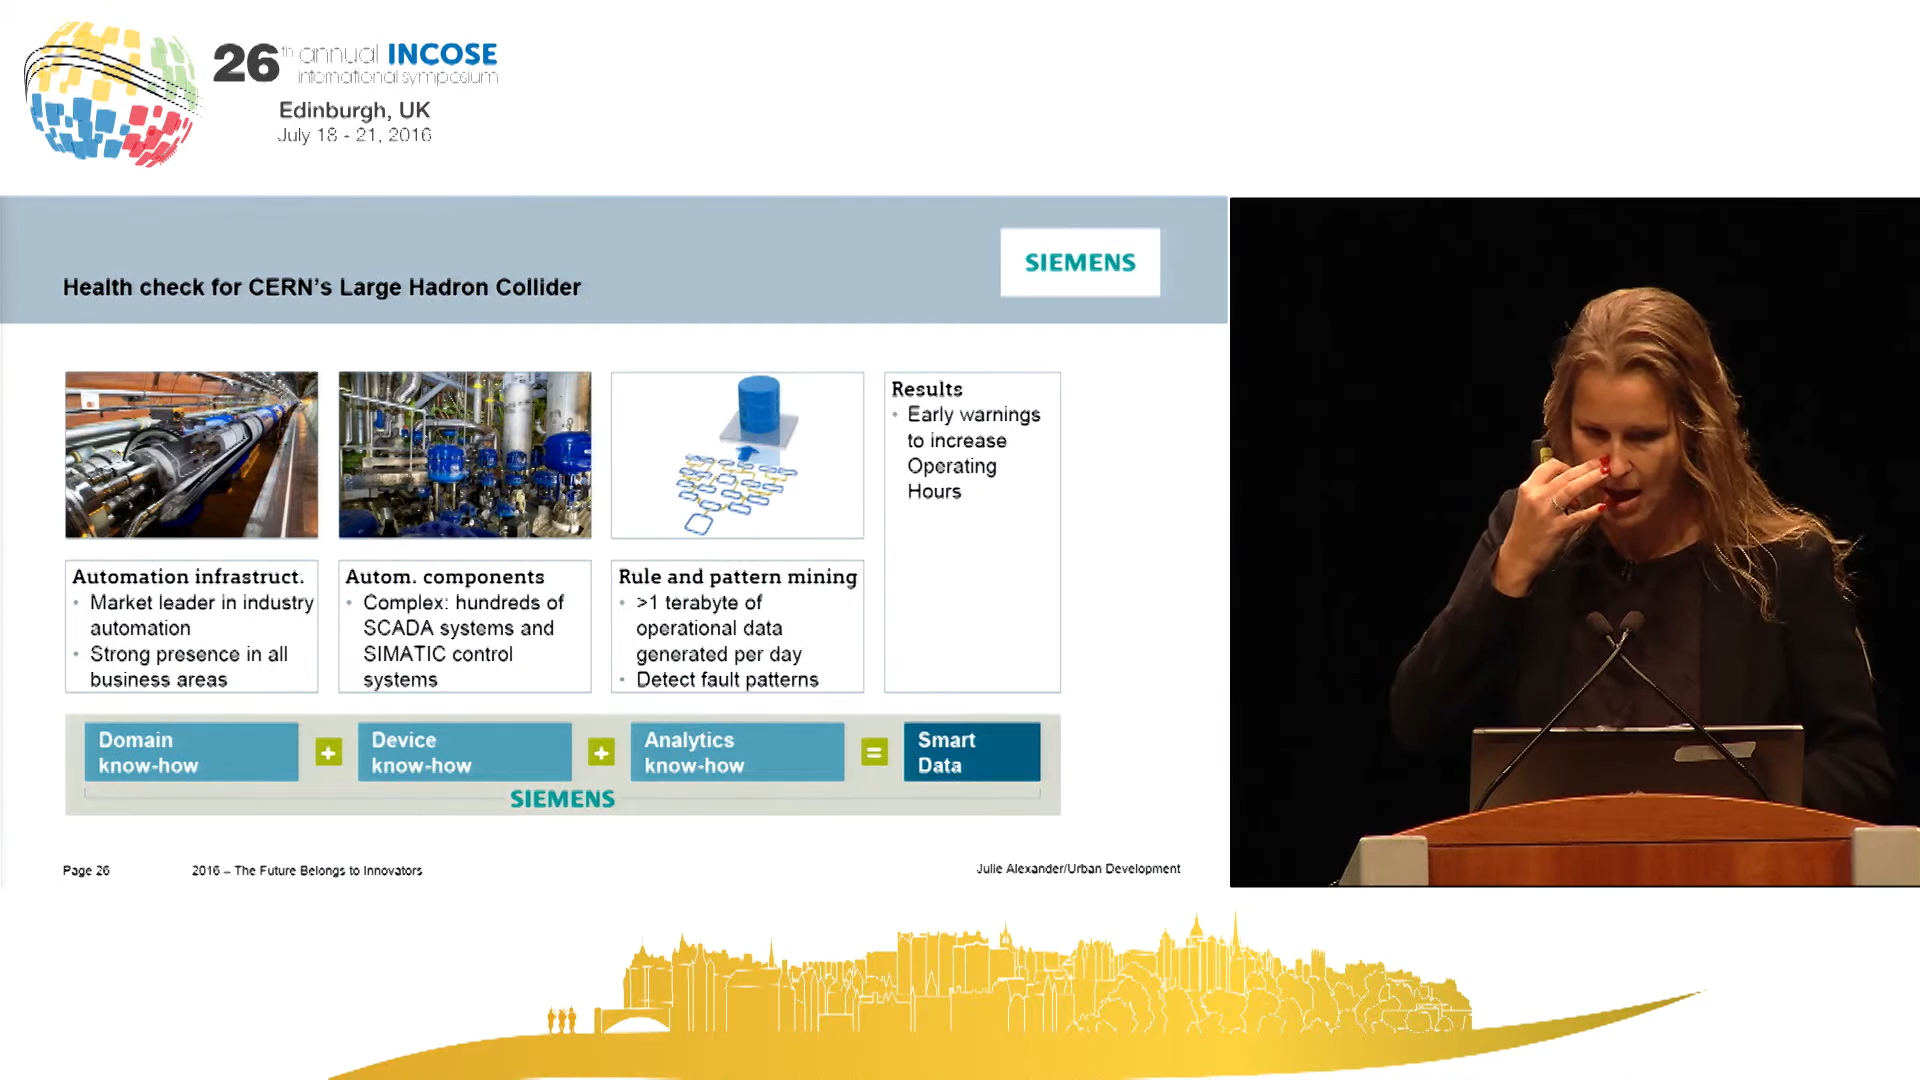 26th annual INCOSE
international symposium
Edinburgh, UK
July 18 - 21, 2016
SIEMENS
Health check for CERN's Large Hadron Collider
Results
• Early warnings
to increase
Operating
Hours
Automation infrastruct.
• Market leader in industry
automation
• Strong presence in all
business areas
Autom. components
• Complex: hundreds of
SCADA systems and
SIMATIC control
systems
Rule and pattern mining
• >1 terabyte of
operational data
generated per day
• Detect fault patterns
Domain
know-how
+
Device
know-how
+
Analytics
know-how
=
Smart
Data
SIEMENS
Page 26
2016 – The Future Belongs to Innovators
Julie Alexander/Urban Development